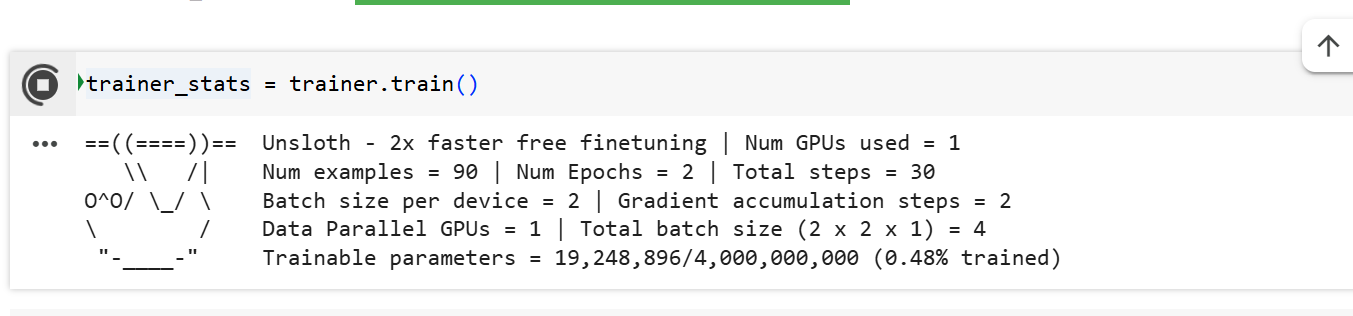 trainer_stats = trainer.train()
==((====))==  Unsloth - 2x faster free finetuning | Num GPUs used = 1
   \\   /|    Num examples = 90 | Num Epochs = 2 | Total steps = 30
O^O/ \_/ \    Batch size per device = 2 | Gradient accumulation steps = 2
\        /    Data Parallel GPUs = 1 | Total batch size (2 x 2 x 1) = 4
 "-____-"     Trainable parameters = 19,248,896/4,000,000,000 (0.48% trained)